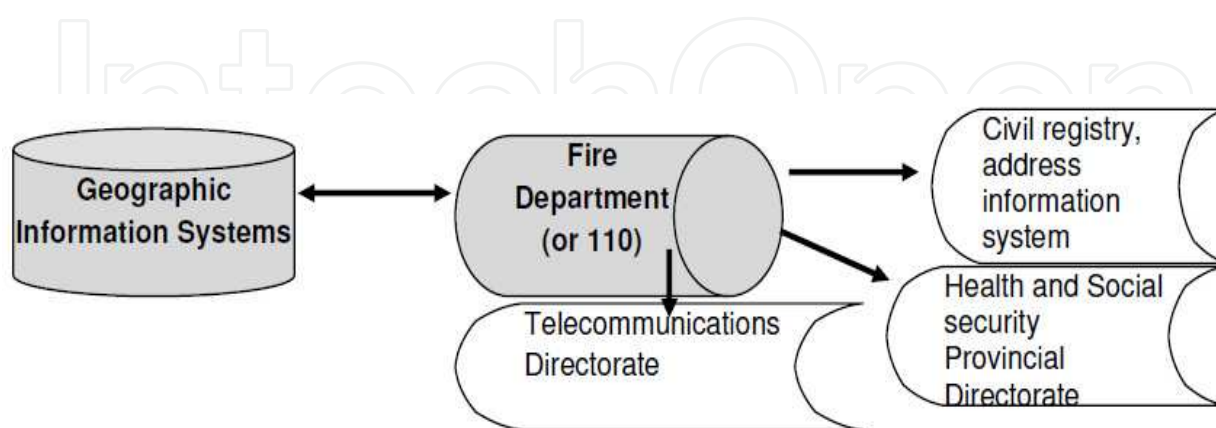 IntechOpen
Geographic
Information Systems
Fire
Department
(or 110)
Civil registry,
address
information
system
Telecommunications
Directorate
Health and Social
security
Provincial
Directorate